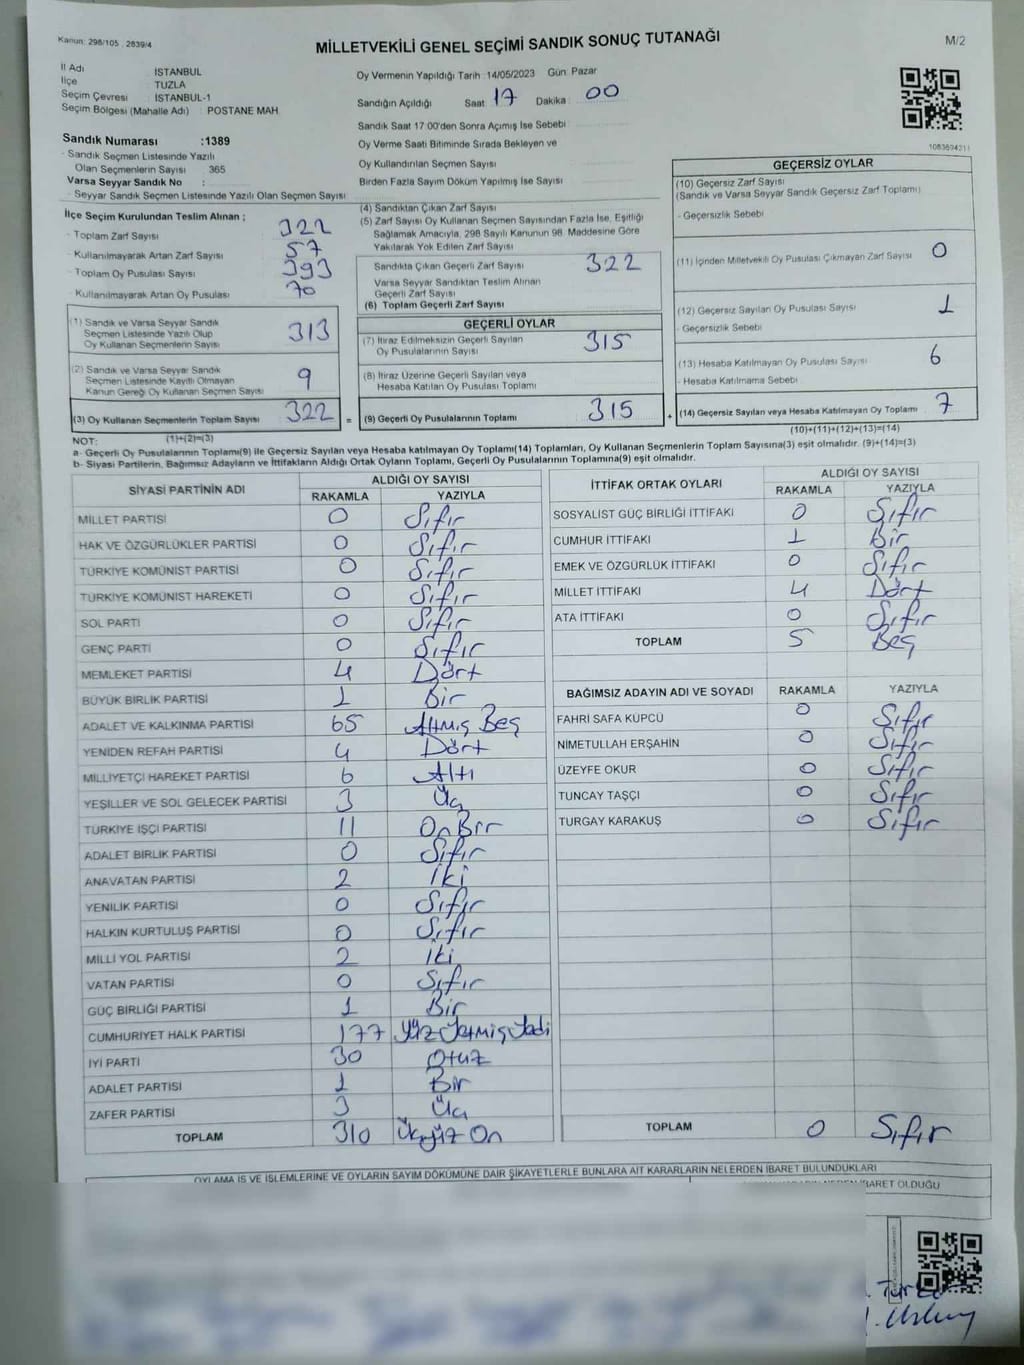 Kanun: 298/105 , 2839/4
MİLLETVEKİLİ GENEL SEÇİMİ SANDIK SONUÇ TUTANAĞI
M/2
İl Adı İSTANBUL
İlçe TUZLA
Seçim Çevresi İSTANBUL-1
Seçim Bölgesi (Mahalle Adı) : POSTANE MAH
Sandık Numarası :1389
- Sandık Seçmen Listesinde Yazılı
Olan Seçmenlerin Sayısı 365
Varsa Seyyar Sandık No :
- Seyyar Sandık Seçmen Listesinde Yazılı Olan Seçmen Sayısı
İlçe Seçim Kurulundan Teslim Alınan ;
- Toplam Zarf Sayısı 322
- Kullanılmayarak Artan Zarf Sayısı 57
- Toplam Oy Pusulası Sayısı 393
- Kullanılmayarak Artan Oy Pusulası 70
(1) Sandık ve Varsa Seyyar Sandık
Seçmen Listesinde Yazılı Olup
Oy Kullanan Seçmenlerin Sayısı 313
(2) Sandık ve Varsa Seyyar Sandık
Seçmen Listesinde Kayıtlı Olmayan
Kanun Gereği Oy Kullanan Seçmen Sayısı 9
(3) Oy Kullanan Seçmenlerin Toplam Sayısı 322 =
(1)+(2)=(3)
Oy Vermenin Yapıldığı Tarih : 14/05/2023 Gün: Pazar
Sandığın Açıldığı Saat : 17 Dakika : 00
Sandık Saat 17:00'den Sonra Açılmış İse Sebebi :
Oy Verme Saati Bitiminde Sırada Bekleyen ve
Oy Kullandırılan Seçmen Sayısı :
Birden Fazla Sayım Döküm Yapılmış İse Sayısı :
(4) Sandıktan Çıkan Zarf Sayısı
(5) Zarf Sayısı Oy Kullanan Seçmen Sayısından Fazla İse, Eşitliği
Sağlamak Amacıyla, 298 Sayılı Kanunun 98. Maddesine Göre
Yakılarak Yok Edilen Zarf Sayısı
Sandıkta Çıkan Geçerli Zarf Sayısı 322
Varsa Seyyar Sandıktan Teslim Alınan
Geçerli Zarf Sayısı
(6) Toplam Geçerli Zarf Sayısı
GEÇERLİ OYLAR
(7) İtiraz Edilmeksizin Geçerli Sayılan
Oy Pusulalarının Sayısı 315
(8) İtiraz Üzerine Geçerli Sayılan veya
Hesaba Katılan Oy Pusulası Toplamı
(9) Geçerli Oy Pusulalarının Toplamı 315 +
1083694311
GEÇERSİZ OYLAR
(10) Geçersiz Zarf Sayısı
(Sandık ve Varsa Seyyar Sandık Geçersiz Zarf Toplamı)
- Geçersizlik Sebebi
(11) İçinden Milletvekili Oy Pusulası Çıkmayan Zarf Sayısı 0
(12) Geçersiz Sayılan Oy Pusulası Sayısı 1
- Geçersizlik Sebebi
(13) Hesaba Katılmayan Oy Pusulası Sayısı 6
- Hesaba Katılmama Sebebi
(14) Geçersiz Sayılan veya Hesaba Katılmayan Oy Toplamı 7
(10)+(11)+(12)+(13)=(14)
NOT:
a- Geçerli Oy Pusulalarının Toplamı(9) ile Geçersiz Sayılan veya Hesaba katılmayan Oy Toplamı(14) Toplamları, Oy Kullanan Seçmenlerin Toplam Sayısına(3) eşit olmalıdır. (9)+(14)=(3)
b- Siyasi Partilerin, Bağımsız Adayların ve İttifakların Aldığı Ortak Oyların Toplamı, Geçerli Oy Pusulalarının Toplamına(9) eşit olmalıdır.
SİYASİ PARTİNİN ADI ALDIĞI OY SAYISI
RAKAMLA YAZIYLA
MİLLET PARTİSİ 0 Sıfır
HAK VE ÖZGÜRLÜKLER PARTİSİ 0 Sıfır
TÜRKİYE KOMÜNİST PARTİSİ 0 Sıfır
TÜRKİYE KOMÜNİST HAREKETİ 0 Sıfır
SOL PARTİ 0 Sıfır
GENÇ PARTİ 0 Sıfır
MEMLEKET PARTİSİ 4 Dört
BÜYÜK BİRLİK PARTİSİ 1 Bir
ADALET VE KALKINMA PARTİSİ 65 Altmış Beş
YENİDEN REFAH PARTİSİ 4 Dört
MİLLİYETÇİ HAREKET PARTİSİ 6 Altı
YEŞİLLER VE SOL GELECEK PARTİSİ 3 Üç
TÜRKİYE İŞÇİ PARTİSİ 11 On Bir
ADALET BİRLİK PARTİSİ 0 Sıfır
ANAVATAN PARTİSİ 2 İki
YENİLİK PARTİSİ 0 Sıfır
HALKIN KURTULUŞ PARTİSİ 0 Sıfır
MİLLİ YOL PARTİSİ 2 İki
VATAN PARTİSİ 0 Sıfır
GÜÇ BİRLİĞİ PARTİSİ 1 Bir
CUMHURİYET HALK PARTİSİ 177 Yüz Yetmiş Yedi
İYİ PARTİ 30 Otuz
ADALET PARTİSİ 1 Bir
ZAFER PARTİSİ 3 Üç
TOPLAM 310 Üçyüz On
İTTİFAK ORTAK OYLARI ALDIĞI OY SAYISI
RAKAMLA YAZIYLA
SOSYALİST GÜÇ BİRLİĞİ İTTİFAKI 0 Sıfır
CUMHUR İTTİFAKI 1 Bir
EMEK VE ÖZGÜRLÜK İTTİFAKI 0 Sıfır
MİLLET İTTİFAKI 4 Dört
ATA İTTİFAKI 0 Sıfır
TOPLAM 5 Beş
BAĞIMSIZ ADAYIN ADI VE SOYADI RAKAMLA YAZIYLA
FAHRİ SAFA KÜPCÜ 0 Sıfır
NİMETULLAH ERŞAHİN 0 Sıfır
ÜZEYFE OKUR 0 Sıfır
TUNCAY TAŞÇI 0 Sıfır
TURGAY KARAKUŞ 0 Sıfır
TOPLAM 0 Sıfır
OYLAMA İŞ VE İŞLEMLERİNE VE OYLARIN SAYIM DÖKÜMÜNE DAİR ŞİKAYETLERLE BUNLARA AİT KARARLARIN NELERDEN İBARET BULUNDUKLARI
İBARET OLDUĞU